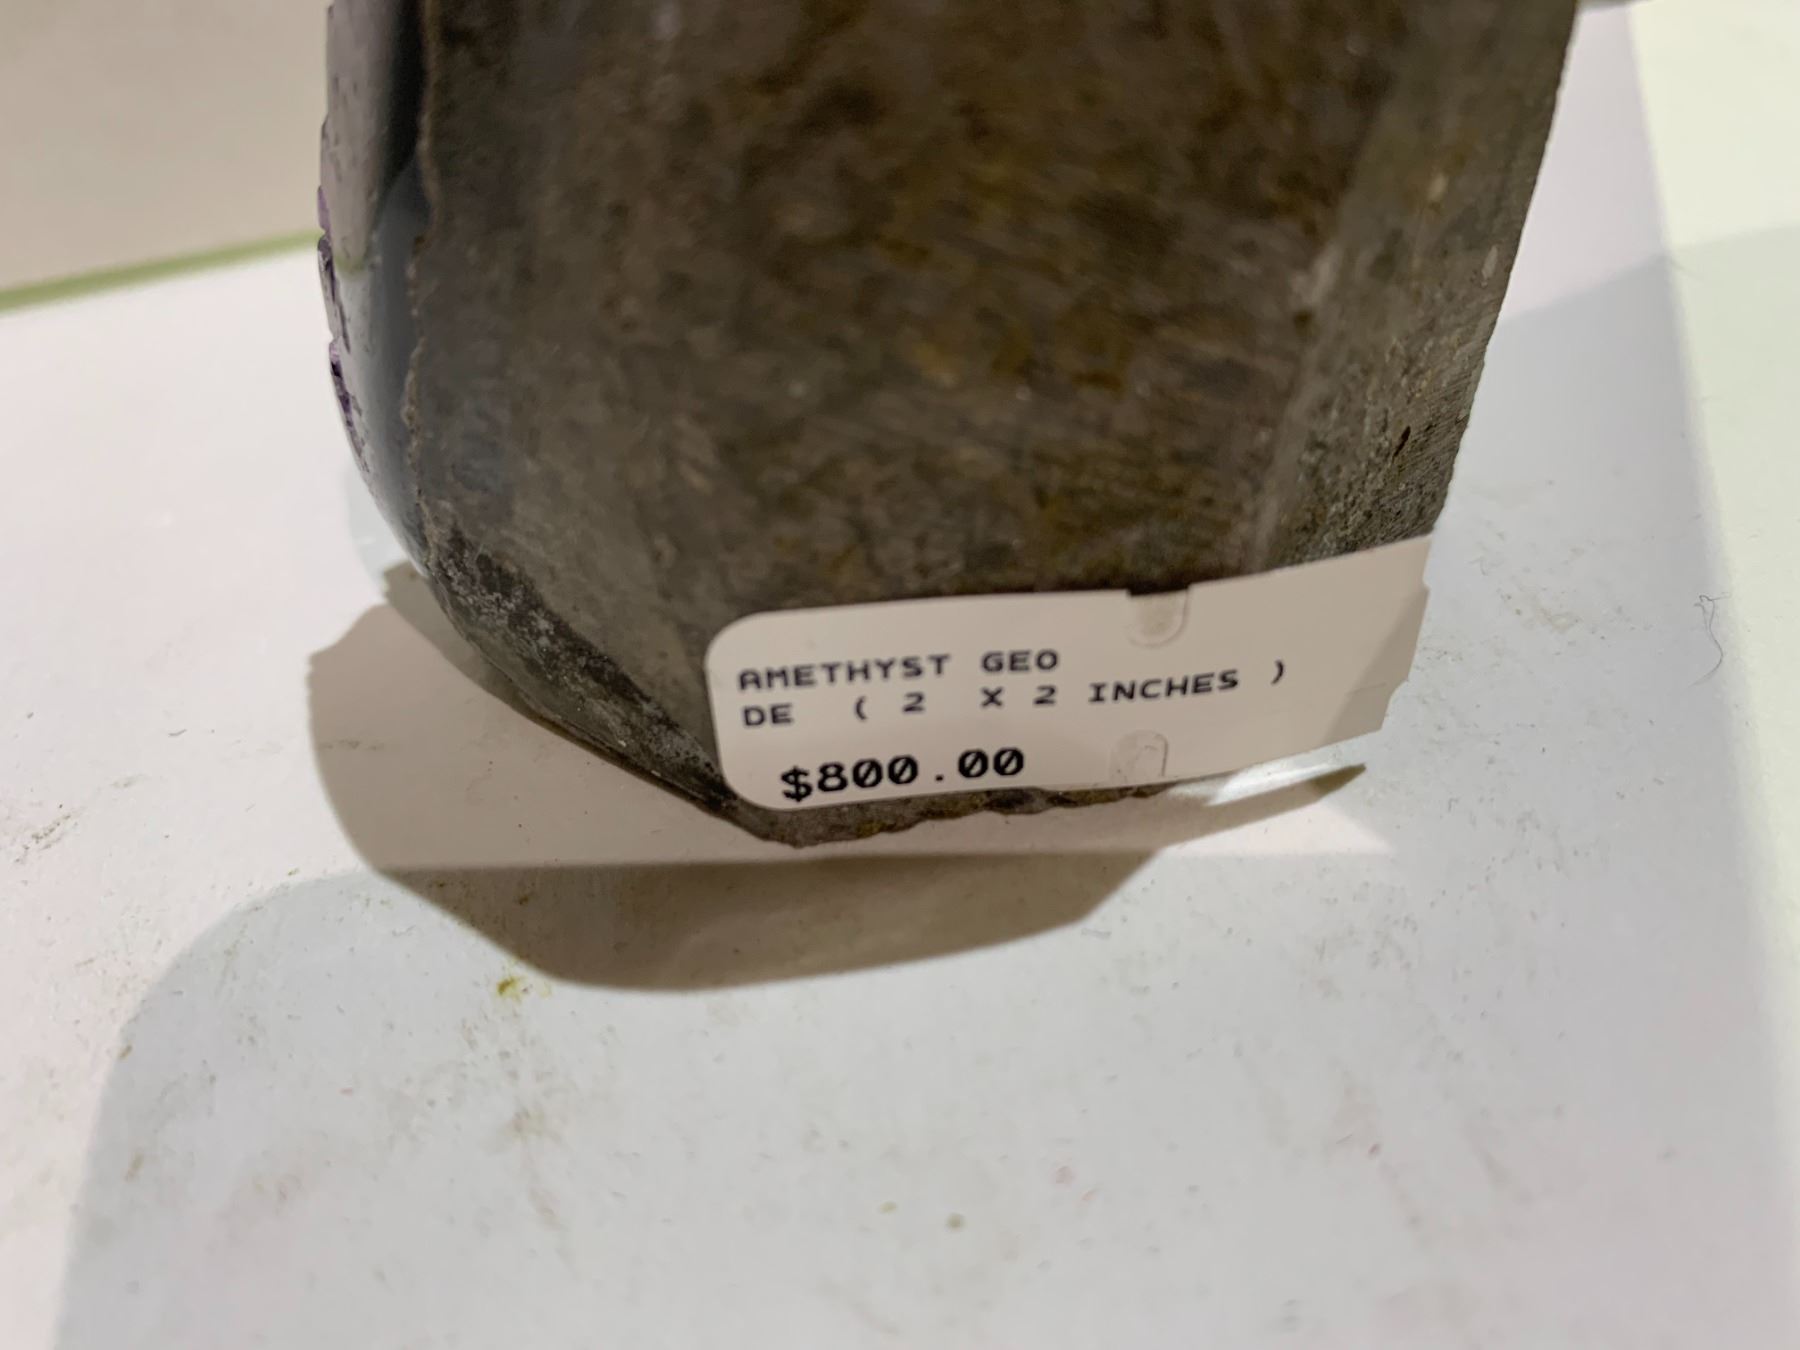 AMETHYST GEO
DE ( 2 X 2 INCHES )
$800.00